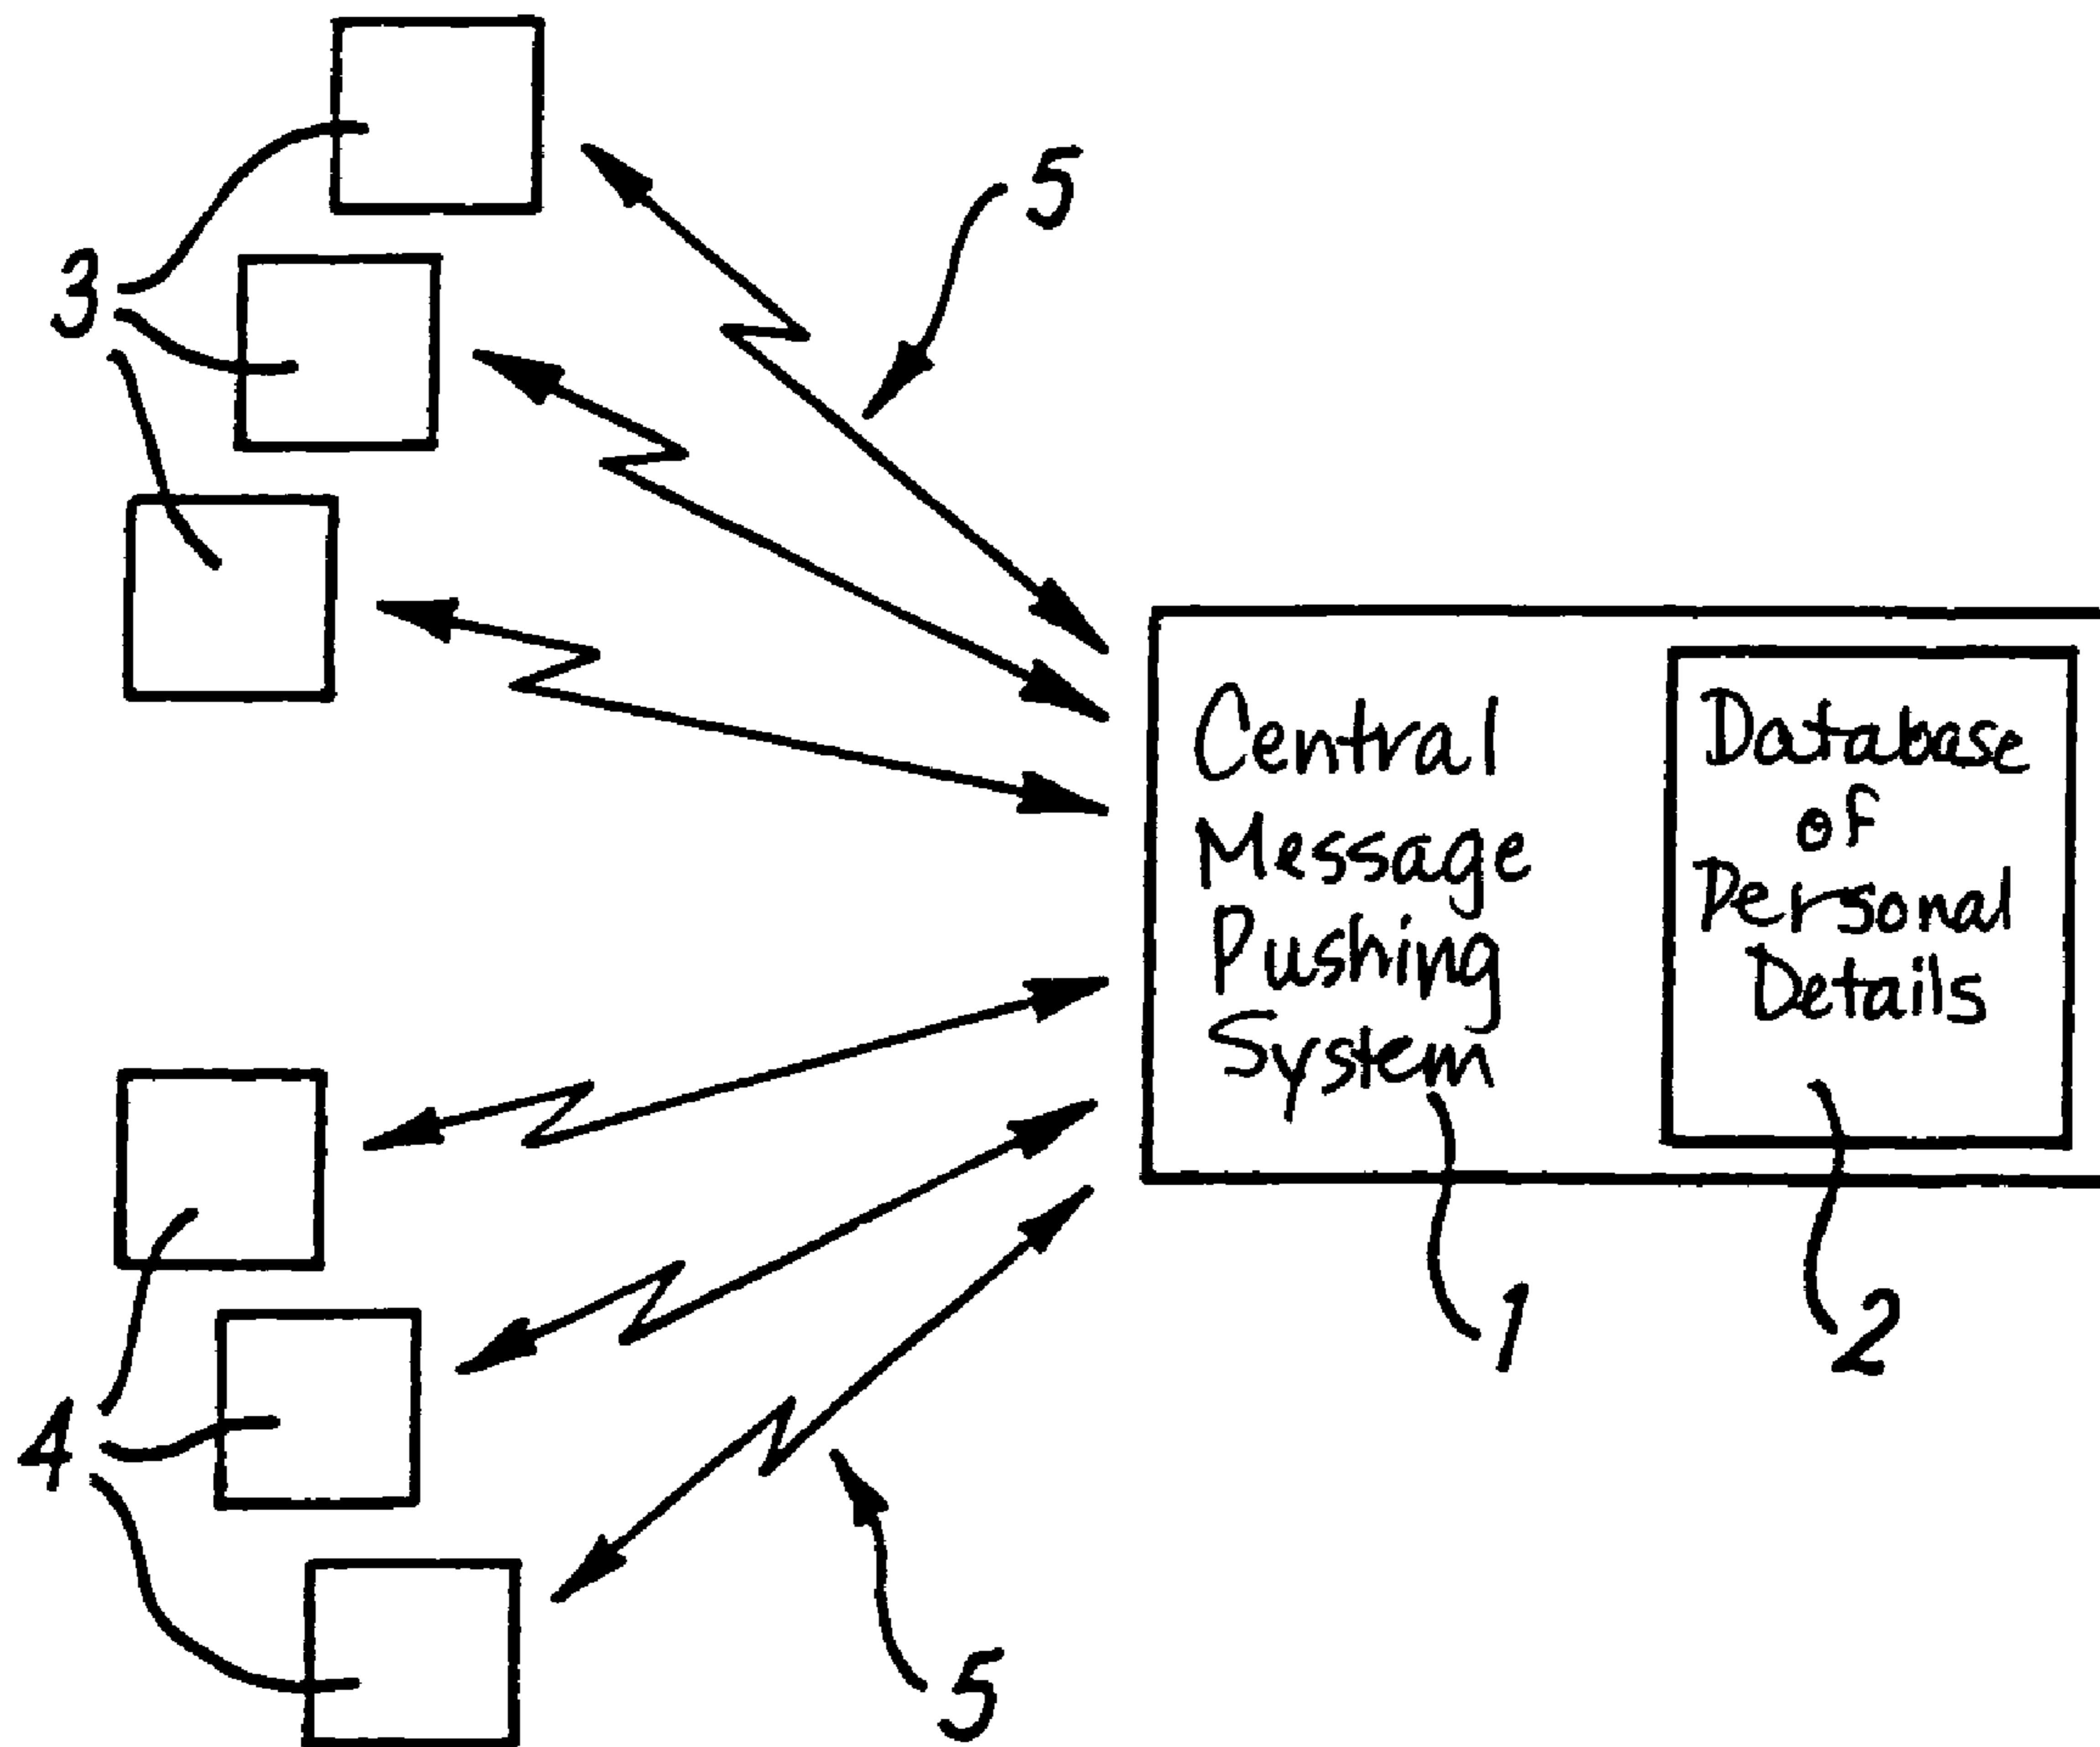 5
3
Central
Message
Pushing
System
Database
of
Personal
Details
1
2
4
5